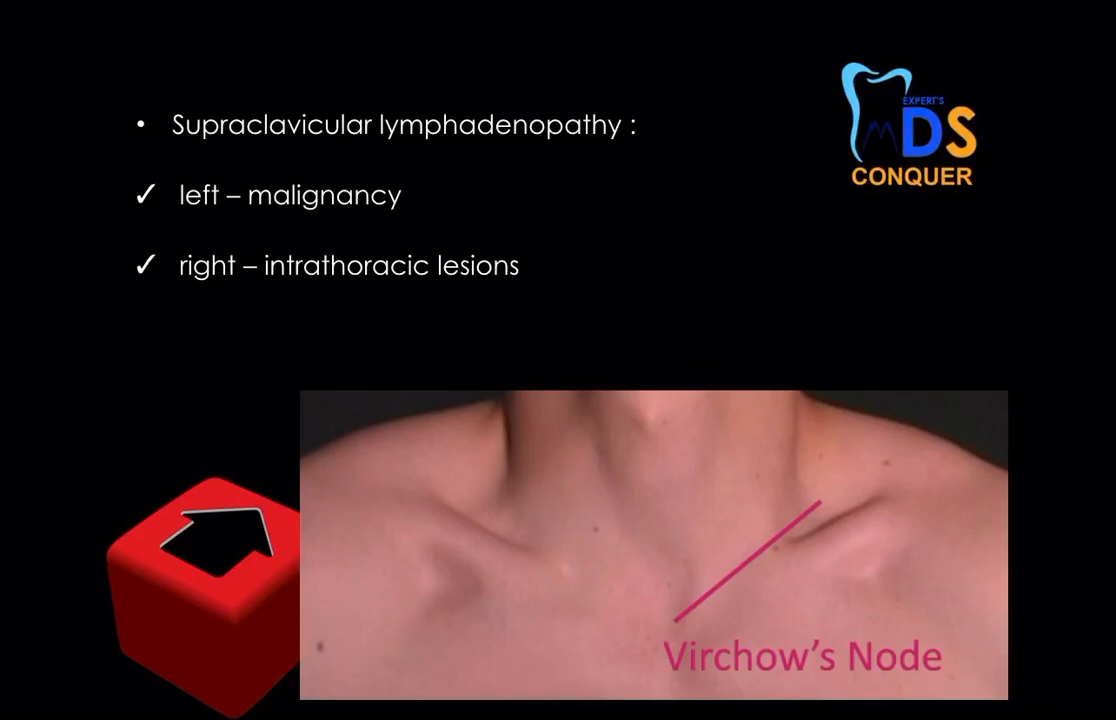 • Supraclavicular lymphadenopathy :
✓ left – malignancy
✓ right – intrathoracic lesions
EXPERT'S
MDS
CONQUER
Virchow's Node